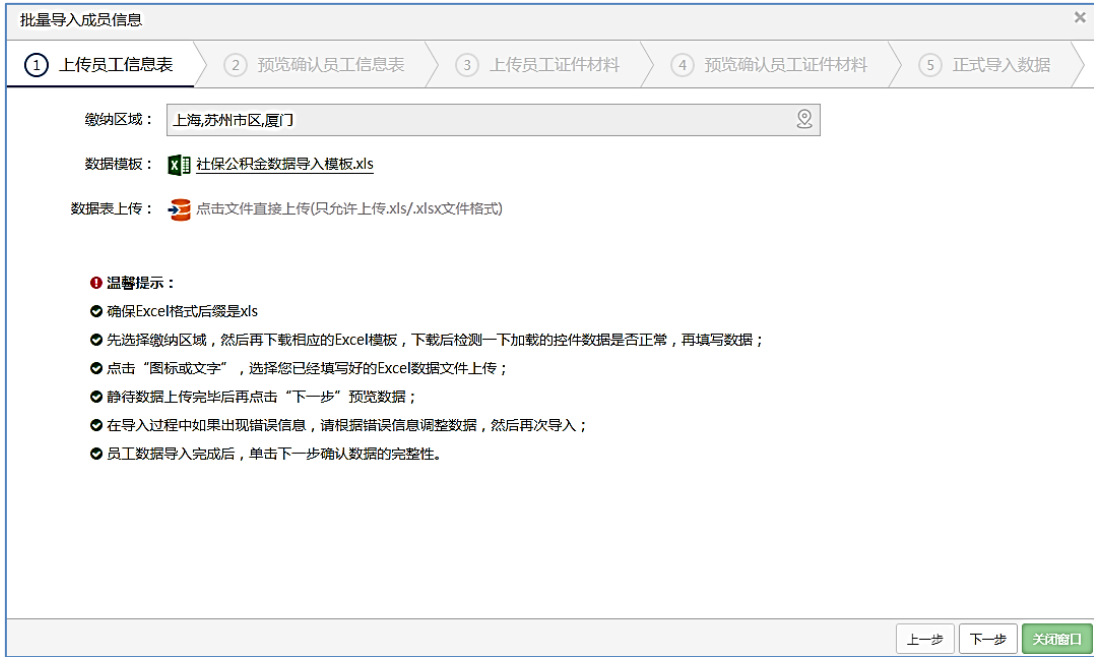 批量导入成员信息
1 上传员工信息表 2 预览确认员工信息表 3 上传员工证件材料 4 预览确认员工证件材料 5 正式导入数据
缴纳区域： 上海,苏州市区,厦门
数据模板： 社保公积金数据导入模板.xls
数据表上传： 点击文件直接上传(只允许上传.xls/.xlsx文件格式)
温馨提示：
确保Excel格式后缀是xls
先选择缴纳区域，然后再下载相应的Excel模板，下载后检测一下加载的控件数据是否正常，再填写数据；
点击“图标或文字”，选择您已经填写好的Excel数据文件上传；
静待数据上传完毕后再点击“下一步”预览数据；
在导入过程中如果出现错误信息，请根据错误信息调整数据，然后再次导入；
员工数据导入完成后，单击下一步确认数据的完整性。
上一步 下一步 关闭窗口